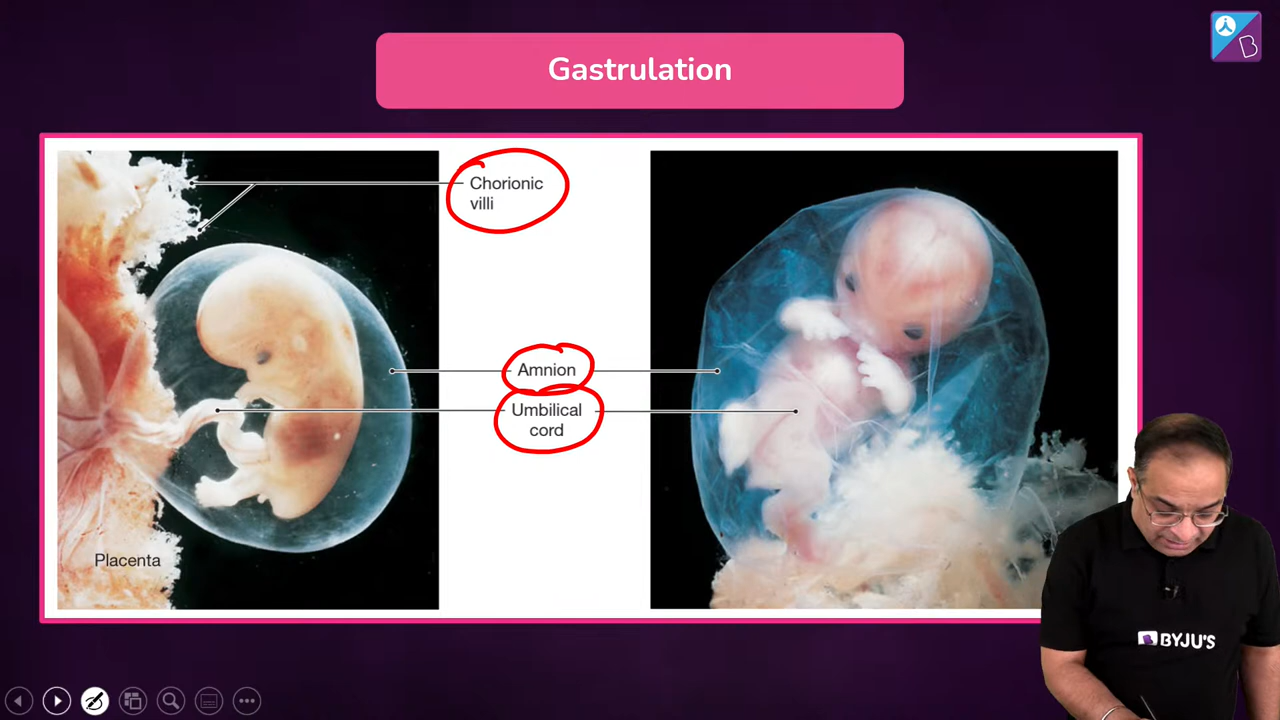 Gastrulation
Chorionic
villi
Amnion
Umbilical
cord
Placenta
BYJU'S